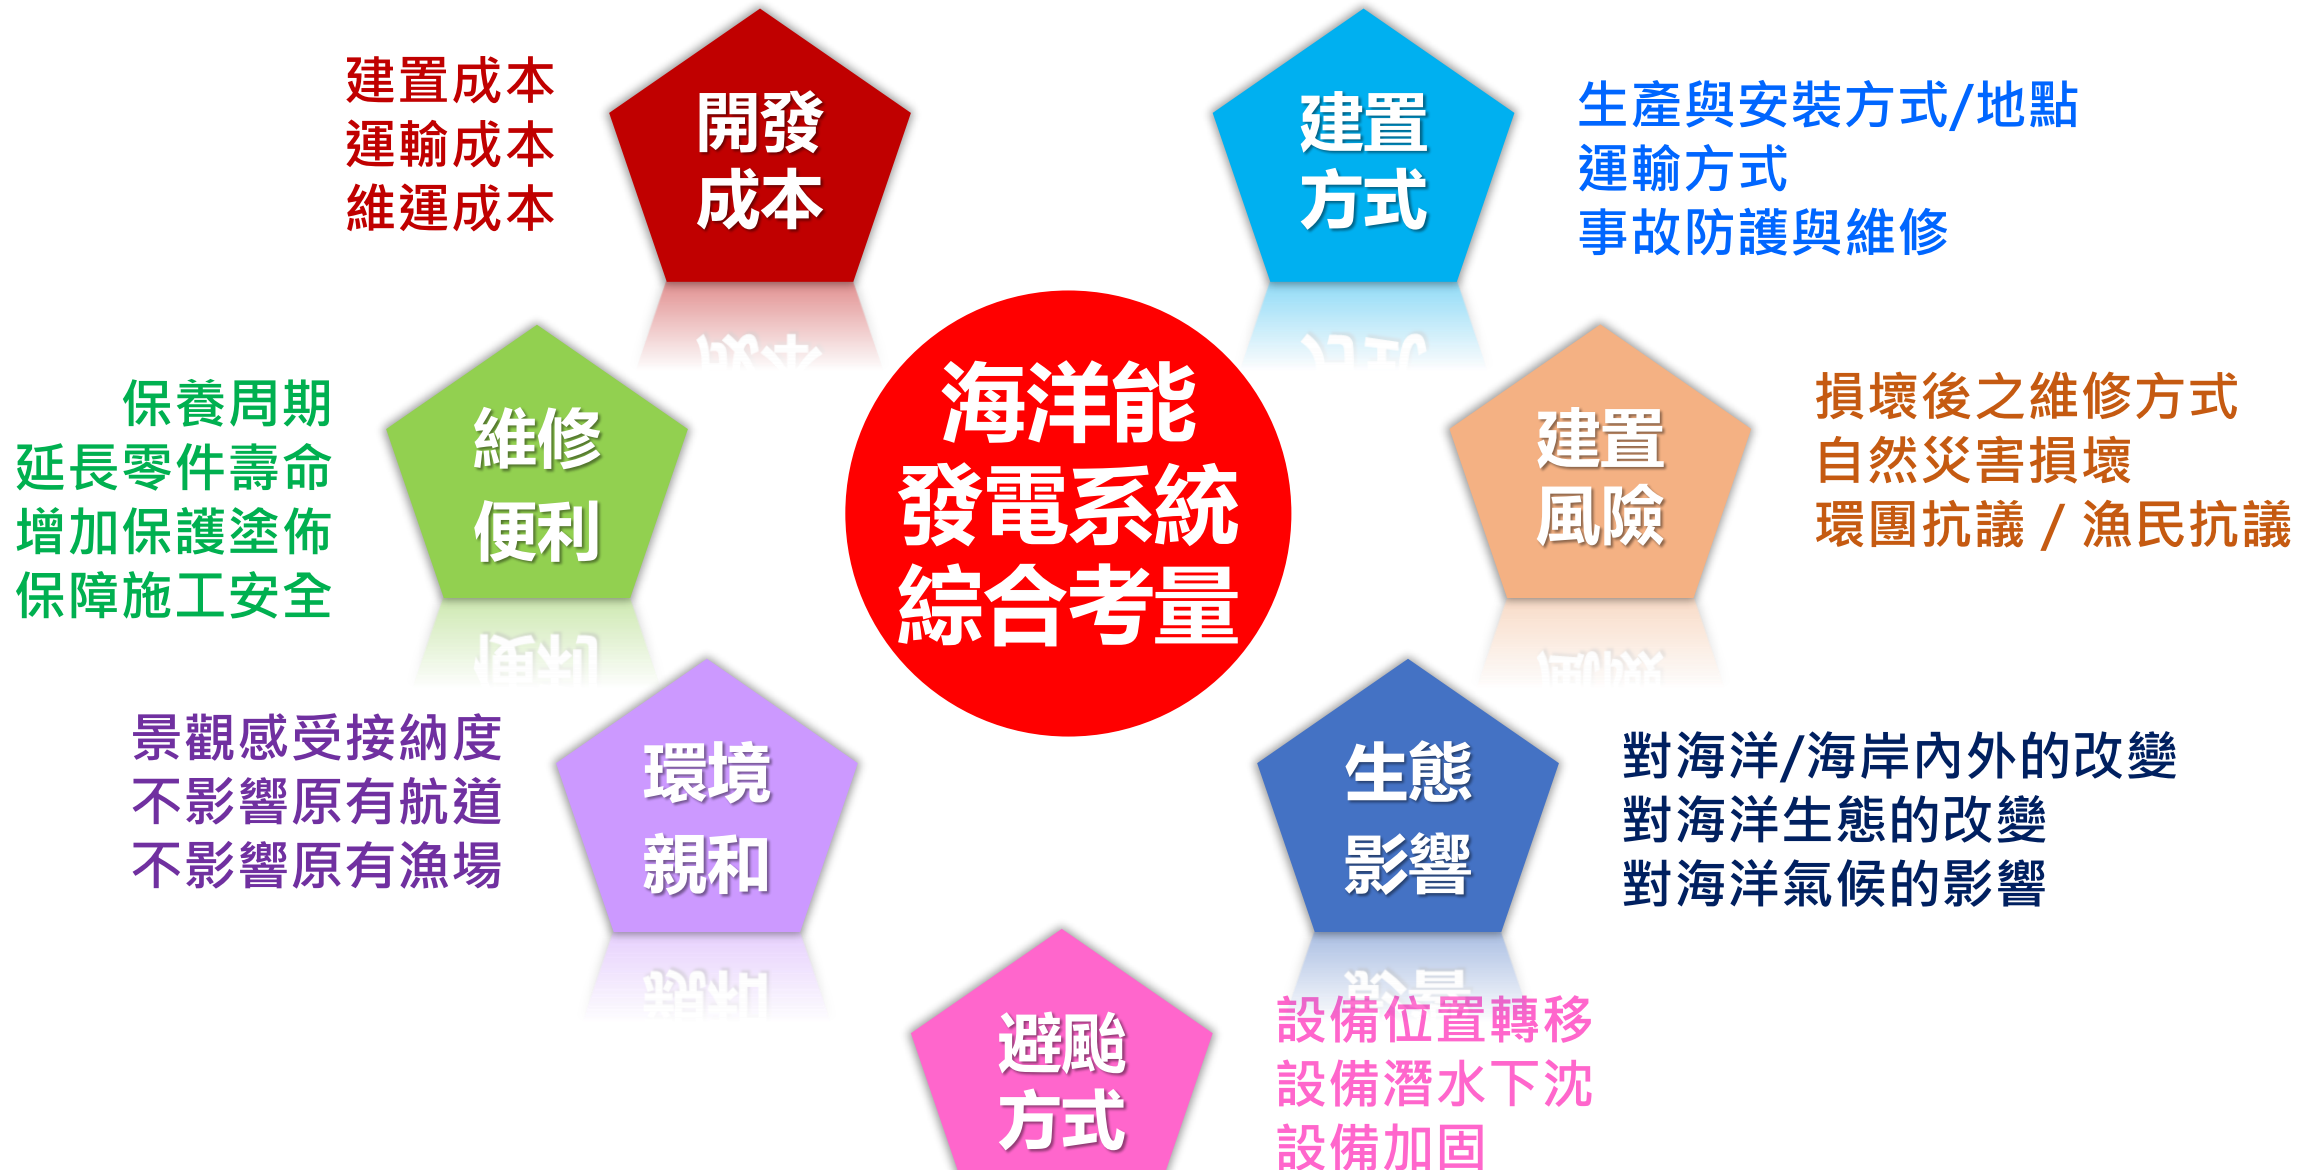 建置成本
運輸成本
維運成本
開發
成本
建置
方式
生產與安裝方式/地點
運輸方式
事故防護與維修
保養周期
延長零件壽命
增加保護塗佈
保障施工安全
維修
便利
海洋能
發電系統
綜合考量
建置
風險
損壞後之維修方式
自然災害損壞
環團抗議 / 漁民抗議
景觀感受接納度
不影響原有航道
不影響原有漁場
環境
親和
生態
影響
對海洋/海岸內外的改變
對海洋生態的改變
對海洋氣候的影響
避颱
方式
設備位置轉移
設備潛水下沈
設備加固